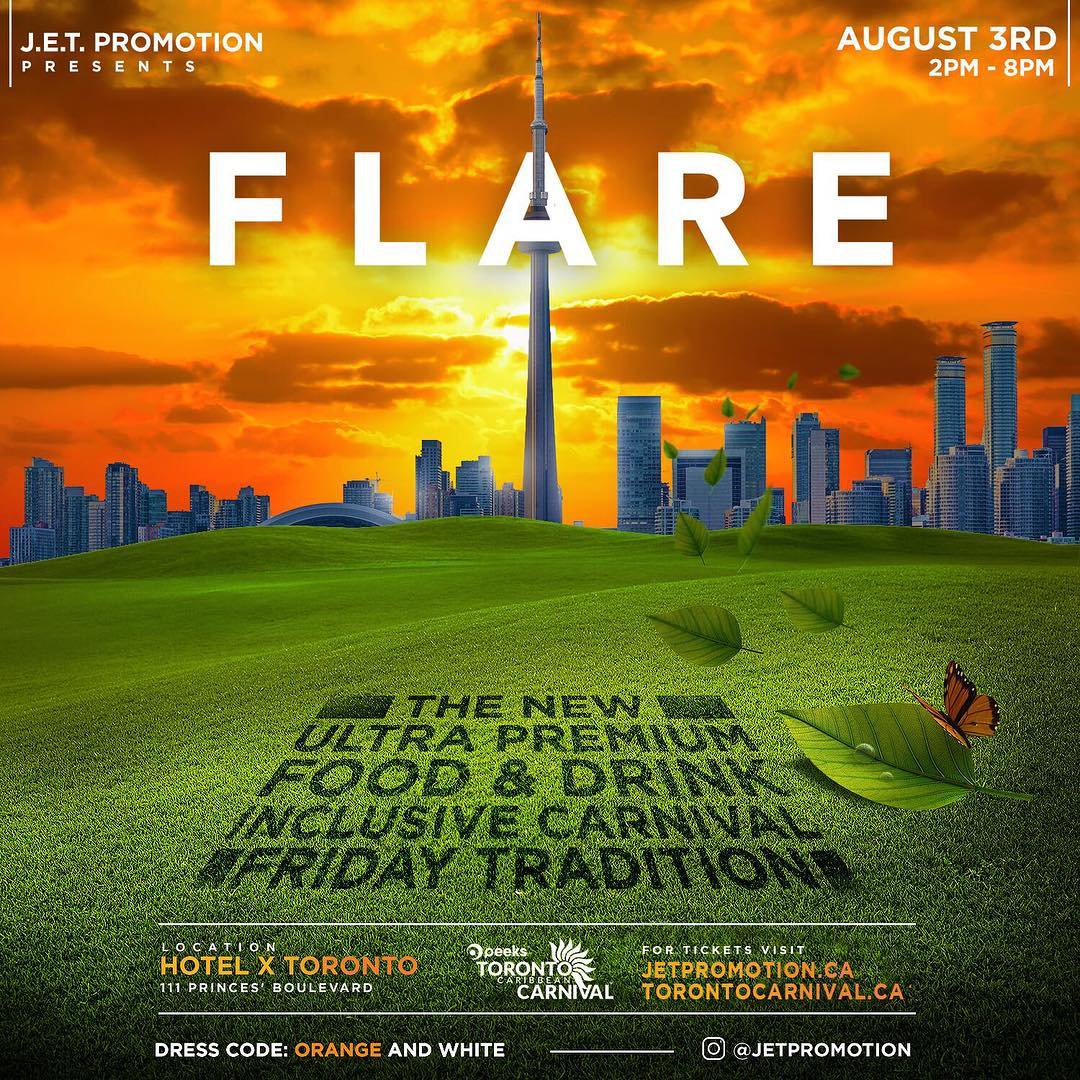 J.E.T. PROMOTION
PRESENTS
AUGUST 3RD
2PM - 8PM
FLARE
THE NEW
ULTRA PREMIUM
FOOD & DRINK
INCLUSIVE CARNIVAL
FRIDAY TRADITION
LOCATION
HOTEL X TORONTO
111 PRINCES' BOULEVARD
peeks
TORONTO
CARIBBEAN
CARNIVAL
FOR TICKETS VISIT
JETPROMOTION.CA
TORONTOCARNIVAL.CA
DRESS CODE: ORANGE AND WHITE
@JETPROMOTION